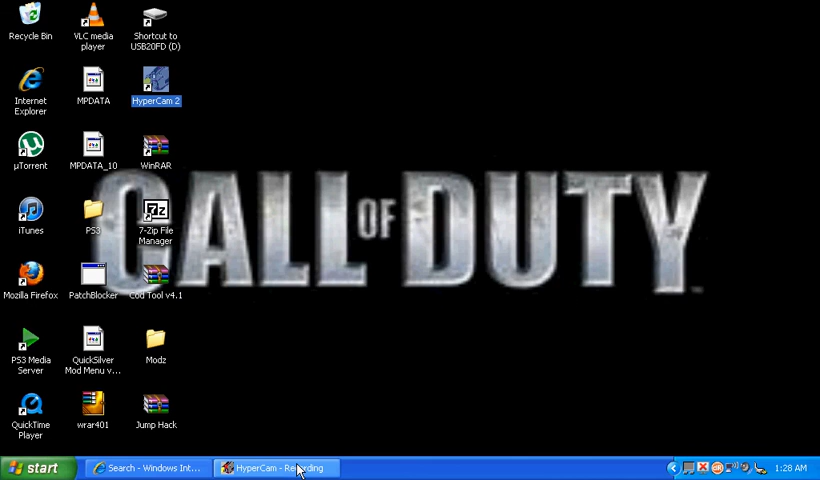 Recycle Bin
VLC media
player
Shortcut to
USB20FD (D)
Internet
Explorer
MPDATA
HyperCam 2
µTorrent
MPDATA_10
WinRAR
CALL OF DUTY
iTunes
PS3
7z
7-Zip File
Manager
Mozilla Firefox
PatchBlocker
Cod Tool v4.1
PS3 Media
Server
QuickSilver
Mod Menu v...
Modz
QuickTime
Player
wrar401
Jump Hack
start
Search - Windows Int...
HyperCam - Recording
1:28 AM